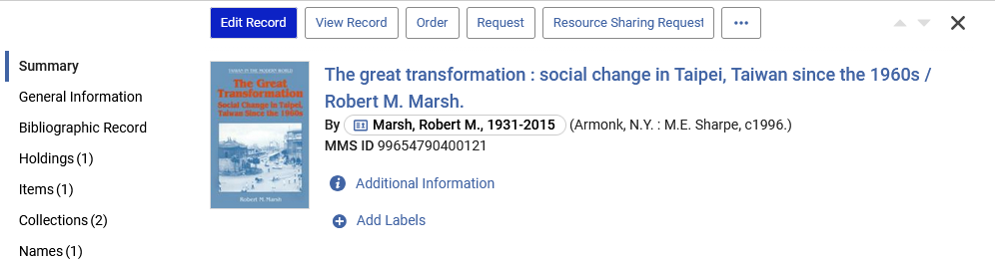 Edit Record
View Record
Order
Request
Resource Sharing Request
•••
Summary
General Information
Bibliographic Record
Holdings (1)
Items (1)
Collections (2)
Names (1)
TAIWAN IN THE MODERN WORLD
The Great
Transformation
Social Change in Taipei,
Taiwan Since the 1960s
Robert M. Marsh
The great transformation : social change in Taipei, Taiwan since the 1960s /
Robert M. Marsh.
By Marsh, Robert M., 1931-2015 (Armonk, N.Y. : M.E. Sharpe, c1996.)
MMS ID 99654790400121
Additional Information
Add Labels